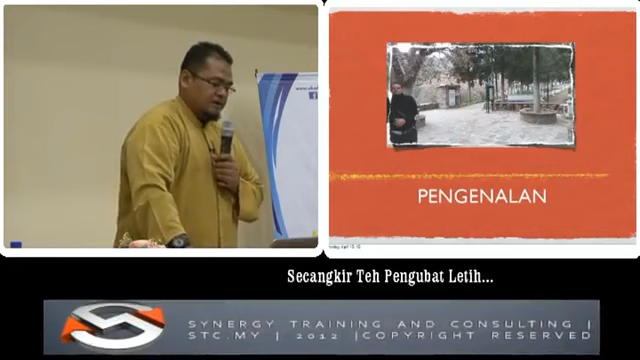 PENGENALAN
Secangkir Teh Pengubat Letih...
SYNERGY TRAINING AND CONSULTING |
STC.MY | 2012 |COPYRIGHT RESERVED